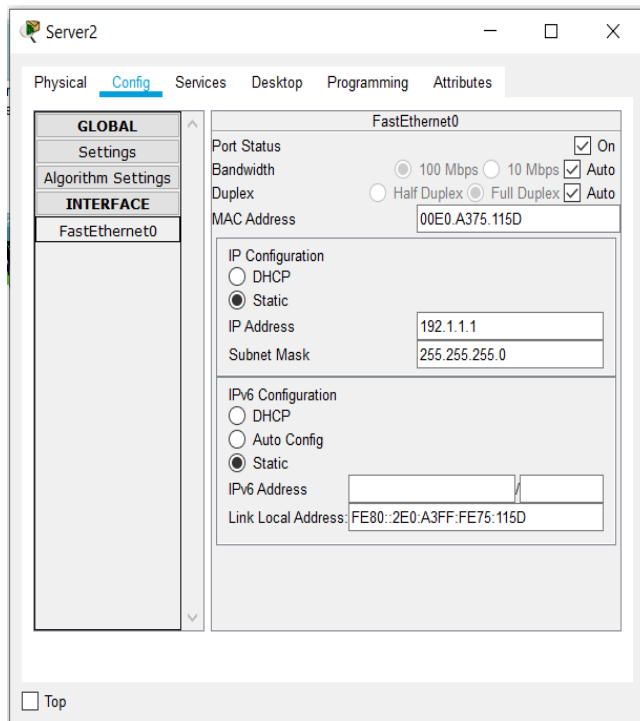 Server2
Physical Config Services Desktop Programming Attributes
GLOBAL
Settings
Algorithm Settings
INTERFACE
FastEthernet0
FastEthernet0
Port Status On
Bandwidth 100 Mbps 10 Mbps Auto
Duplex Half Duplex Full Duplex Auto
MAC Address 00E0.A375.115D
IP Configuration
DHCP
Static
IP Address 192.1.1.1
Subnet Mask 255.255.255.0
IPv6 Configuration
DHCP
Auto Config
Static
IPv6 Address /
Link Local Address: FE80::2E0:A3FF:FE75:115D
Top